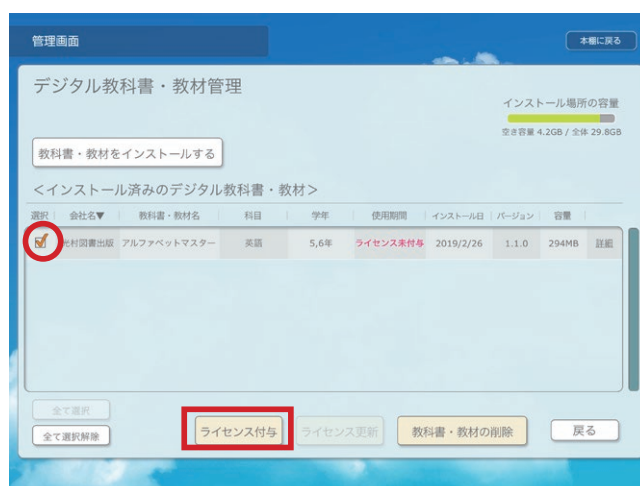 管理画面
本棚に戻る
デジタル教科書・教材管理
インストール場所の容量
空き容量 4.2GB / 全体 29.8GB
教科書・教材をインストールする
＜インストール済みのデジタル教科書・教材＞
選択 会社名▼ 教科書・教材名 科目 学年 使用期間 インストール日 バージョン 容量
光村図書出版 アルファベットマスター 英語 5,6年 ライセンス未付与 2019/2/26 1.1.0 294MB 詳細
全て選択
全て選択解除
ライセンス付与 ライセンス更新 教科書・教材の削除 戻る